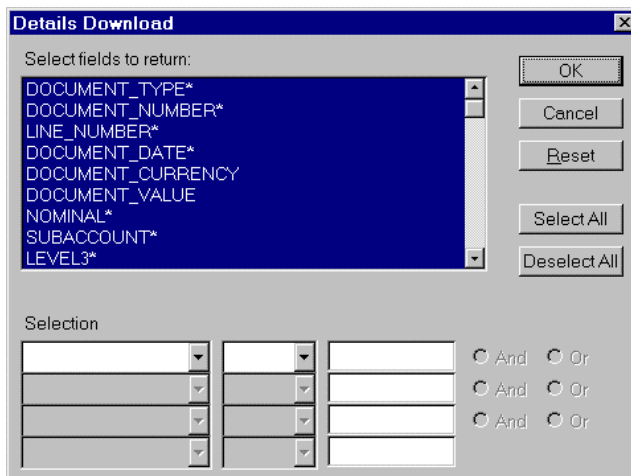 Details Download
Select fields to return:
DOCUMENT_TYPE*
DOCUMENT_NUMBER*
LINE_NUMBER*
DOCUMENT_DATE*
DOCUMENT_CURRENCY
DOCUMENT_VALUE
NOMINAL*
SUBACCOUNT*
LEVEL3*
OK
Cancel
Reset
Select All
Deselect All
Selection
And Or
And Or
And Or